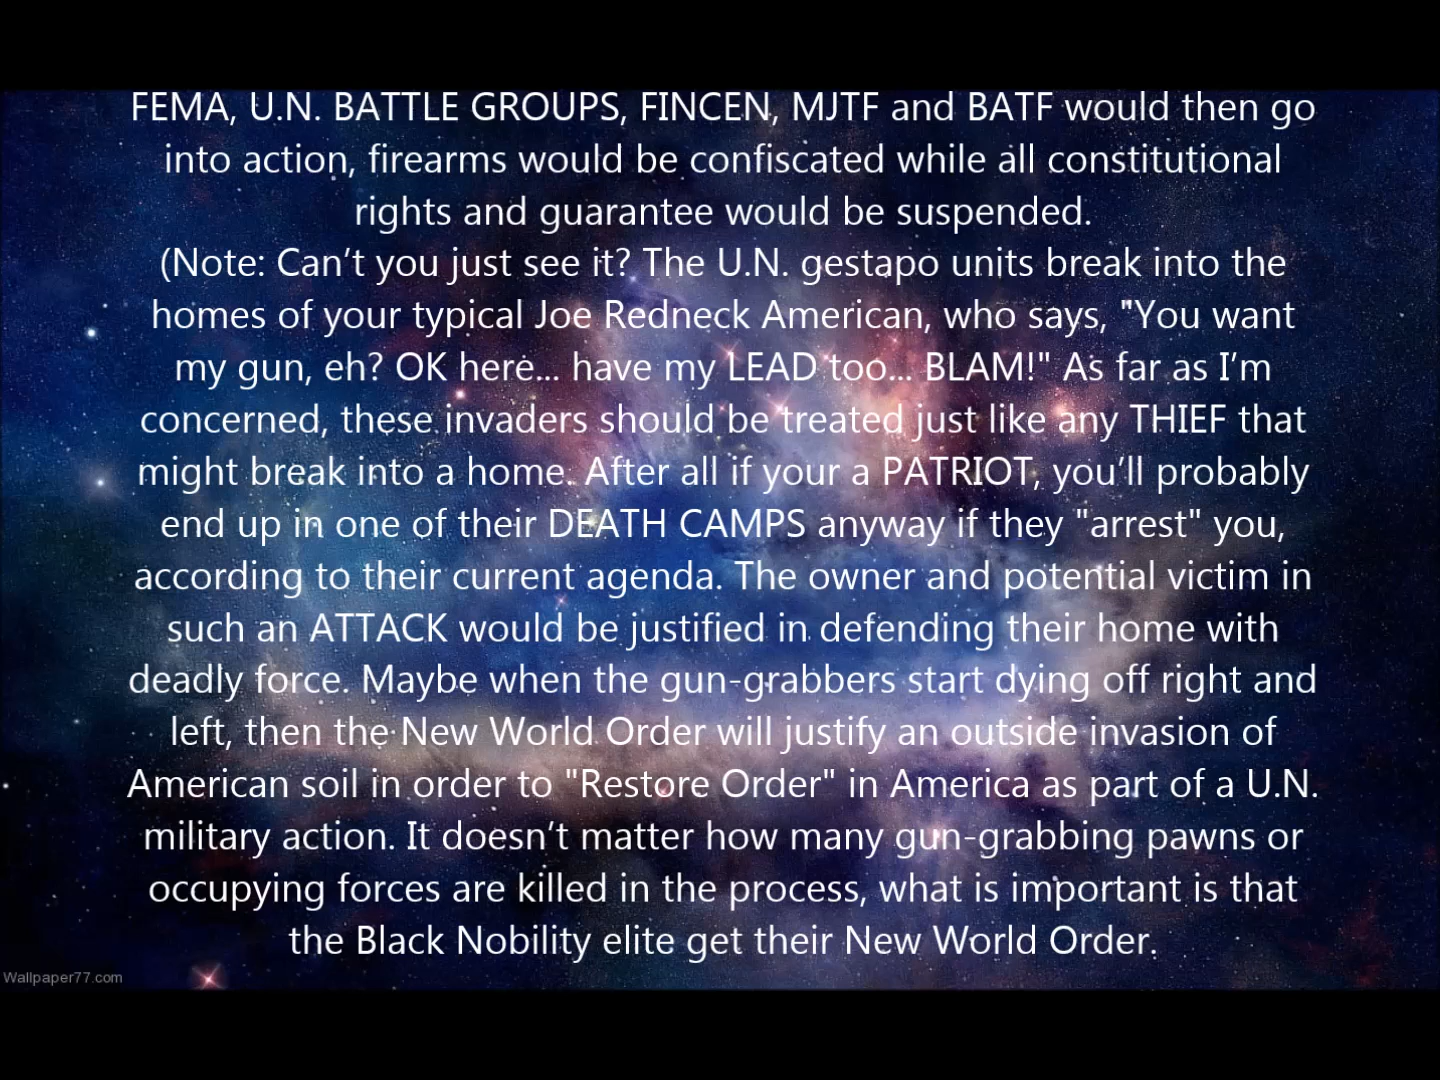 FEMA, U.N. BATTLE GROUPS, FINCEN, MJTF and BATF would then go
into action, firearms would be confiscated while all constitutional
rights and guarantee would be suspended.
(Note: Can’t you just see it? The U.N. gestapo units break into the
homes of your typical Joe Redneck American, who says, "You want
my gun, eh? OK here... have my LEAD too... BLAM!" As far as I’m
concerned, these invaders should be treated just like any THIEF that
might break into a home. After all if your a PATRIOT, you’ll probably
end up in one of their DEATH CAMPS anyway if they "arrest" you,
according to their current agenda. The owner and potential victim in
such an ATTACK would be justified in defending their home with
deadly force. Maybe when the gun-grabbers start dying off right and
left, then the New World Order will justify an outside invasion of
American soil in order to "Restore Order" in America as part of a U.N.
military action. It doesn’t matter how many gun-grabbing pawns or
occupying forces are killed in the process, what is important is that
the Black Nobility elite get their New World Order.
Wallpaper77.com